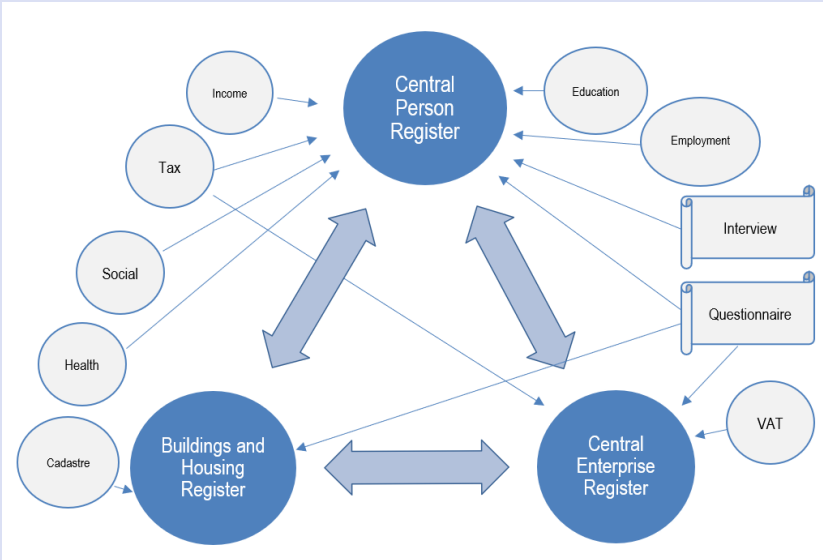 Central
Person
Register
Income
Education
Employment
Tax
Interview
Social
Questionnaire
Health
VAT
Buildings and
Housing
Register
Central
Enterprise
Register
Cadastre